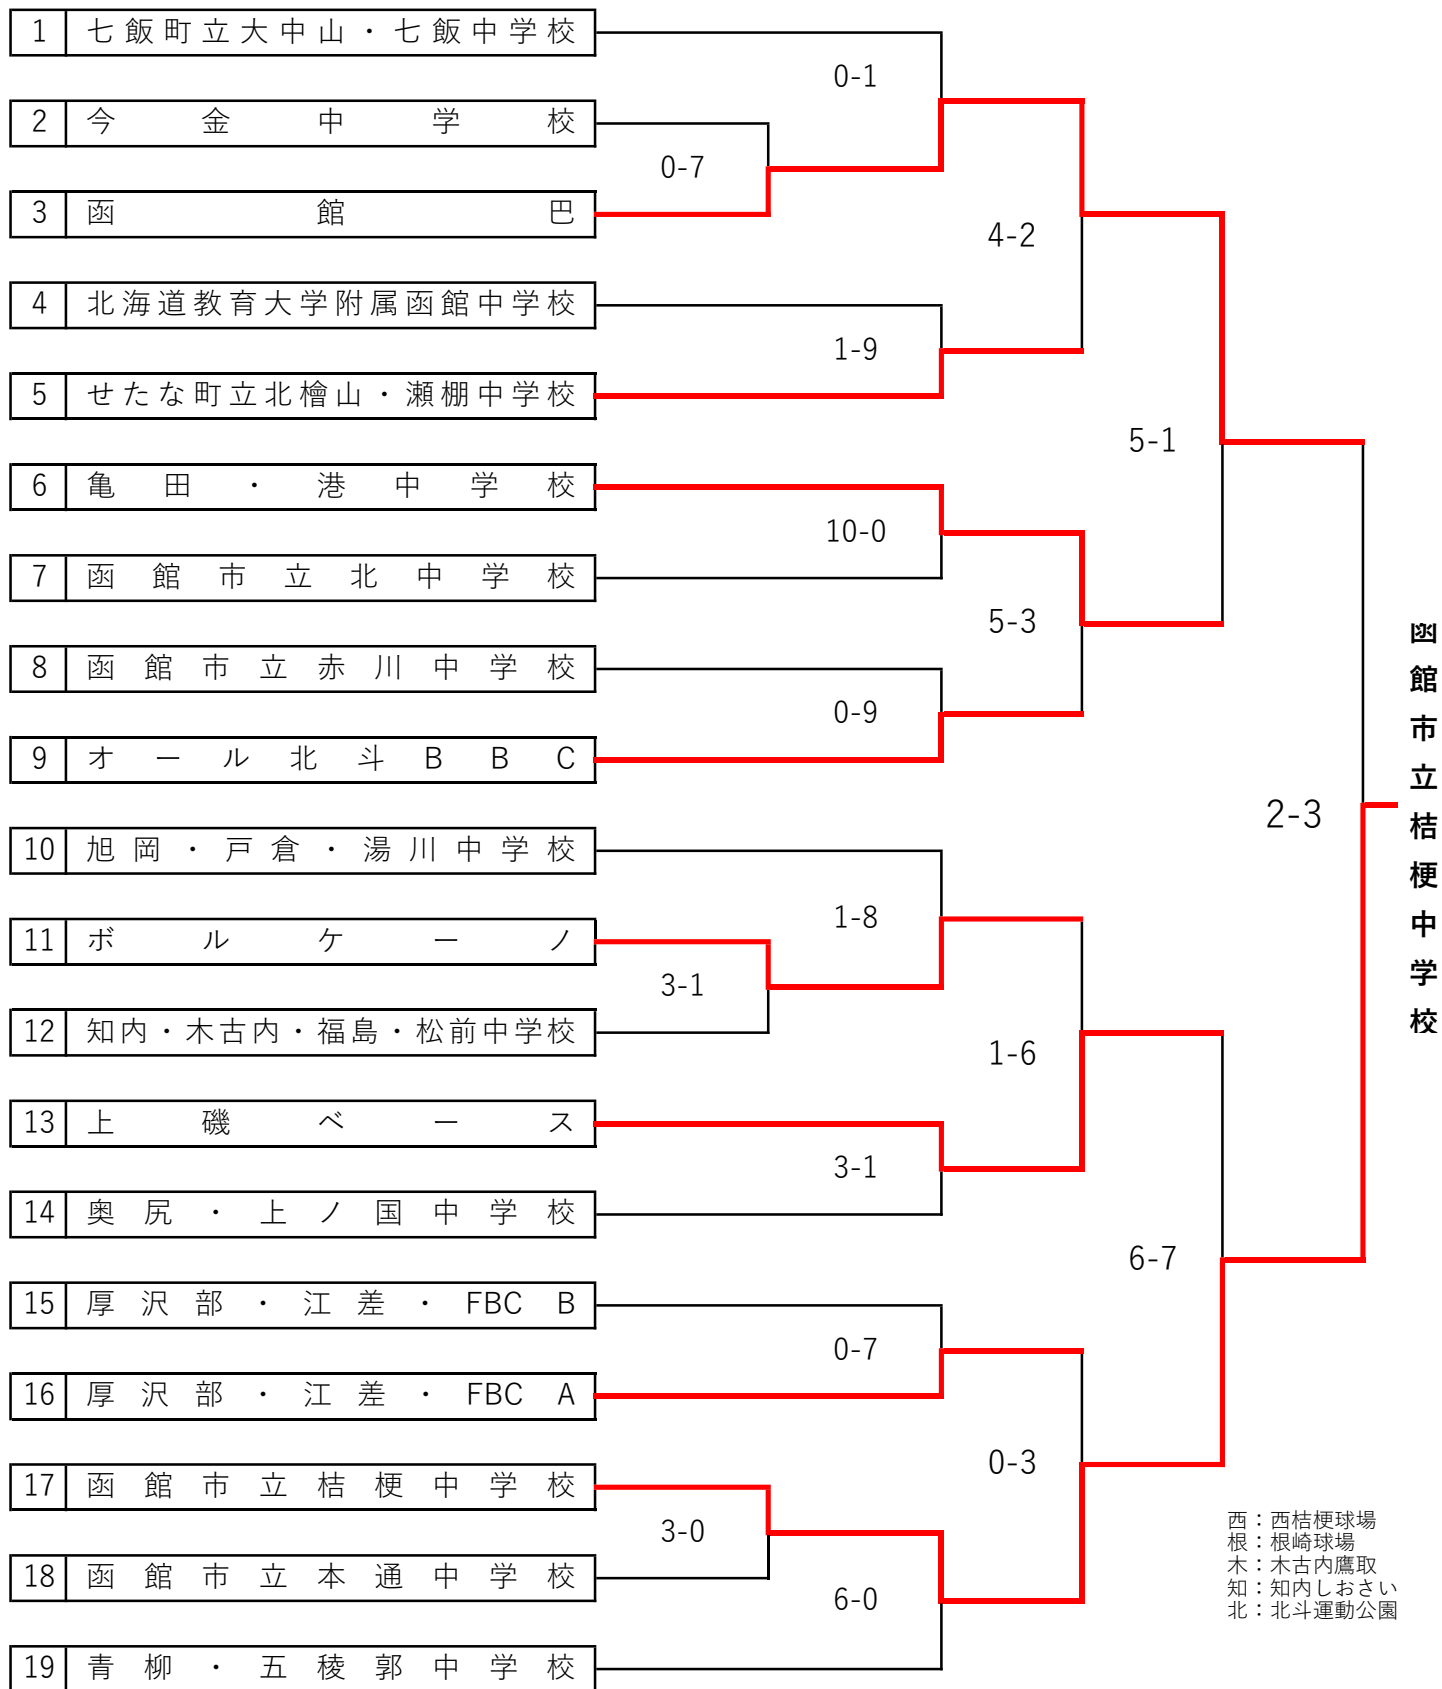 1 七飯町立大中山・七飯中学校
0-1
2 今金中学校
0-7
3 函館巴
4-2
4 北海道教育大学附属函館中学校
1-9
5 せたな町立北檜山・瀬棚中学校
5-1
6 亀田・港中学校
10-0
7 函館市立北中学校
5-3
8 函館市立赤川中学校
0-9
9 オール北斗BBC
2-3
函館市立桔梗中学校
10 旭岡・戸倉・湯川中学校
1-8
11 ボルケーノ
3-1
12 知内・木古内・福島・松前中学校
1-6
13 上磯ベース
3-1
14 奥尻・上ノ国中学校
6-7
15 厚沢部・江差・FBC B
0-7
16 厚沢部・江差・FBC A
0-3
17 函館市立桔梗中学校
3-0
18 函館市立本通中学校
6-0
19 青柳・五稜郭中学校
西：西桔梗球場
根：根崎球場
木：木古内鷹取
知：知内しおさい
北：北斗運動公園